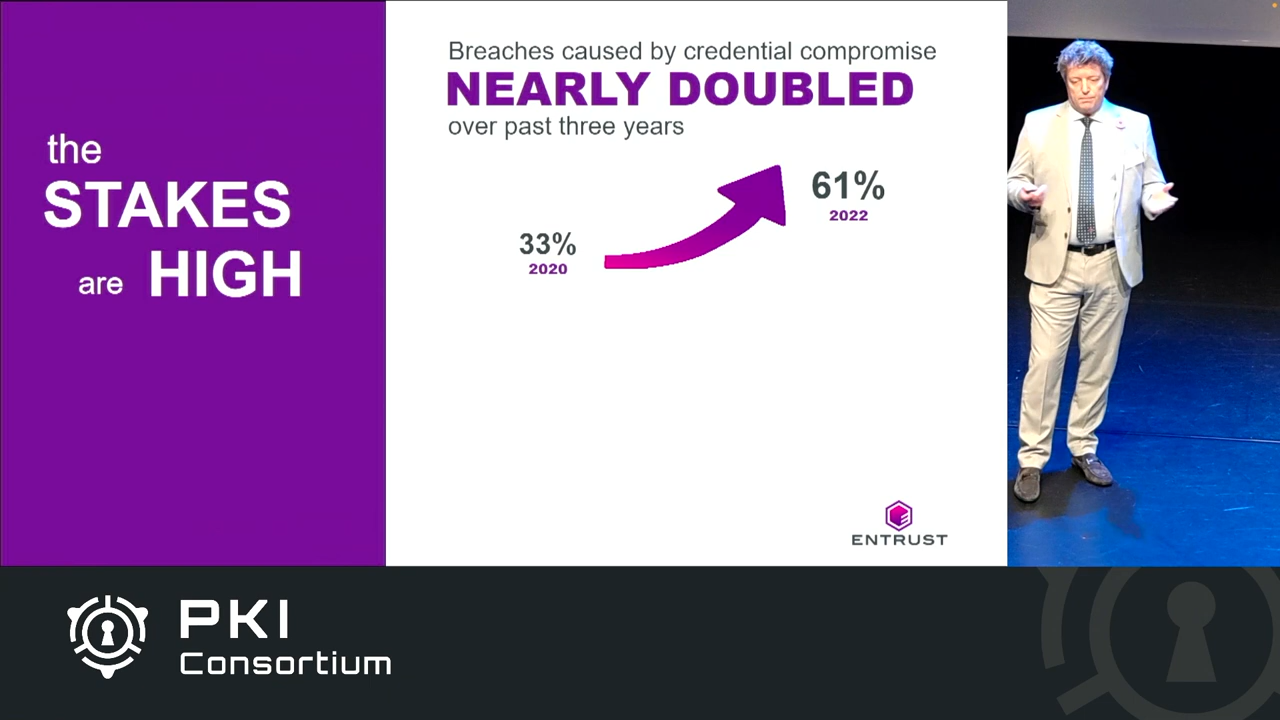 the
STAKES
are HIGH
Breaches caused by credential compromise
NEARLY DOUBLED
over past three years
33%
2020
61%
2022
ENTRUST
PKI
Consortium